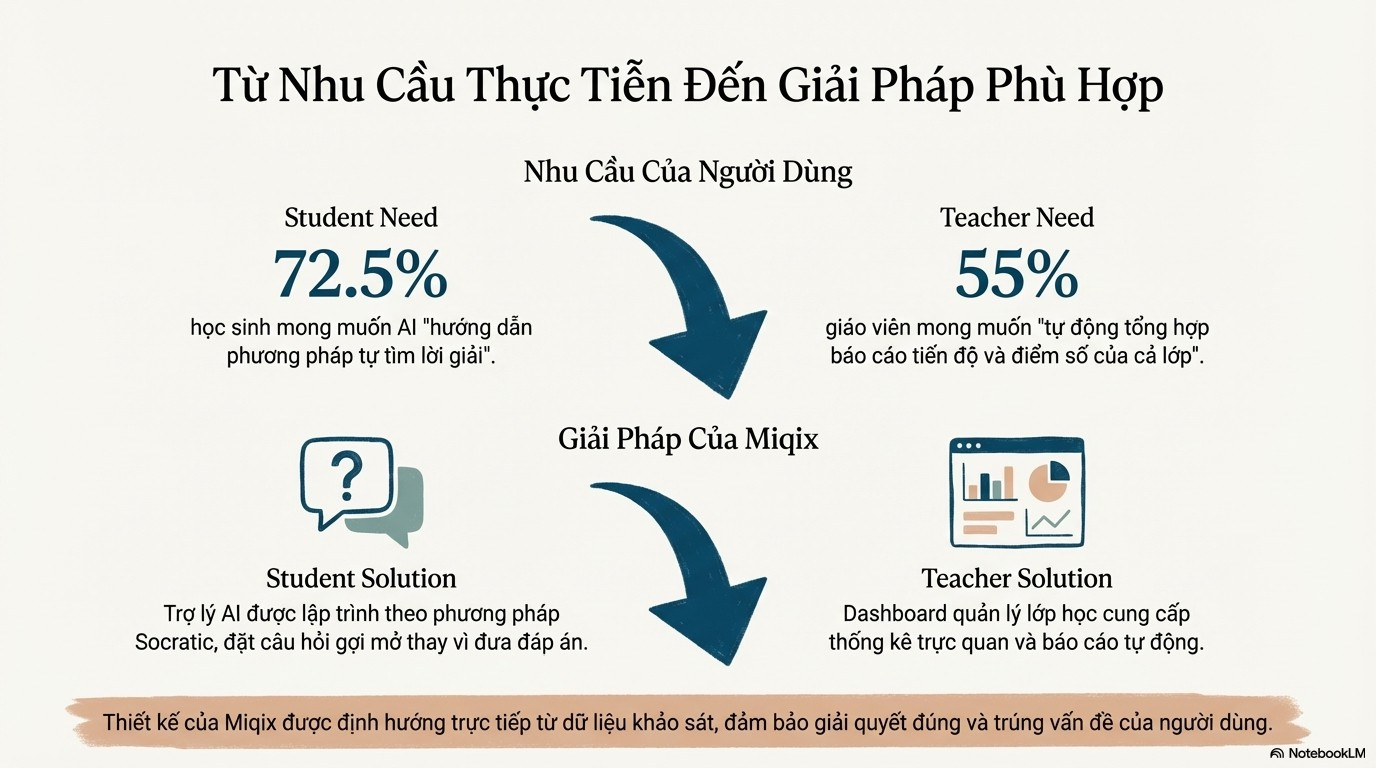 Từ Nhu Cầu Thực Tiễn Đến Giải Pháp Phù Hợp
Nhu Cầu Của Người Dùng
Student Need
72.5%
học sinh mong muốn AI "hướng dẫn
phương pháp tự tìm lời giải".
Teacher Need
55%
giáo viên mong muốn "tự động tổng hợp
báo cáo tiến độ và điểm số của cả lớp".
Giải Pháp Của Miqix
?
Student Solution
Trợ lý AI được lập trình theo phương pháp
Socratic, đặt câu hỏi gợi mở thay vì đưa đáp án.
Teacher Solution
Dashboard quản lý lớp học cung cấp
thống kê trực quan và báo cáo tự động.
Thiết kế của Miqix được định hướng trực tiếp từ dữ liệu khảo sát, đảm bảo giải quyết đúng và trúng vấn đề của người dùng.
NotebookLM